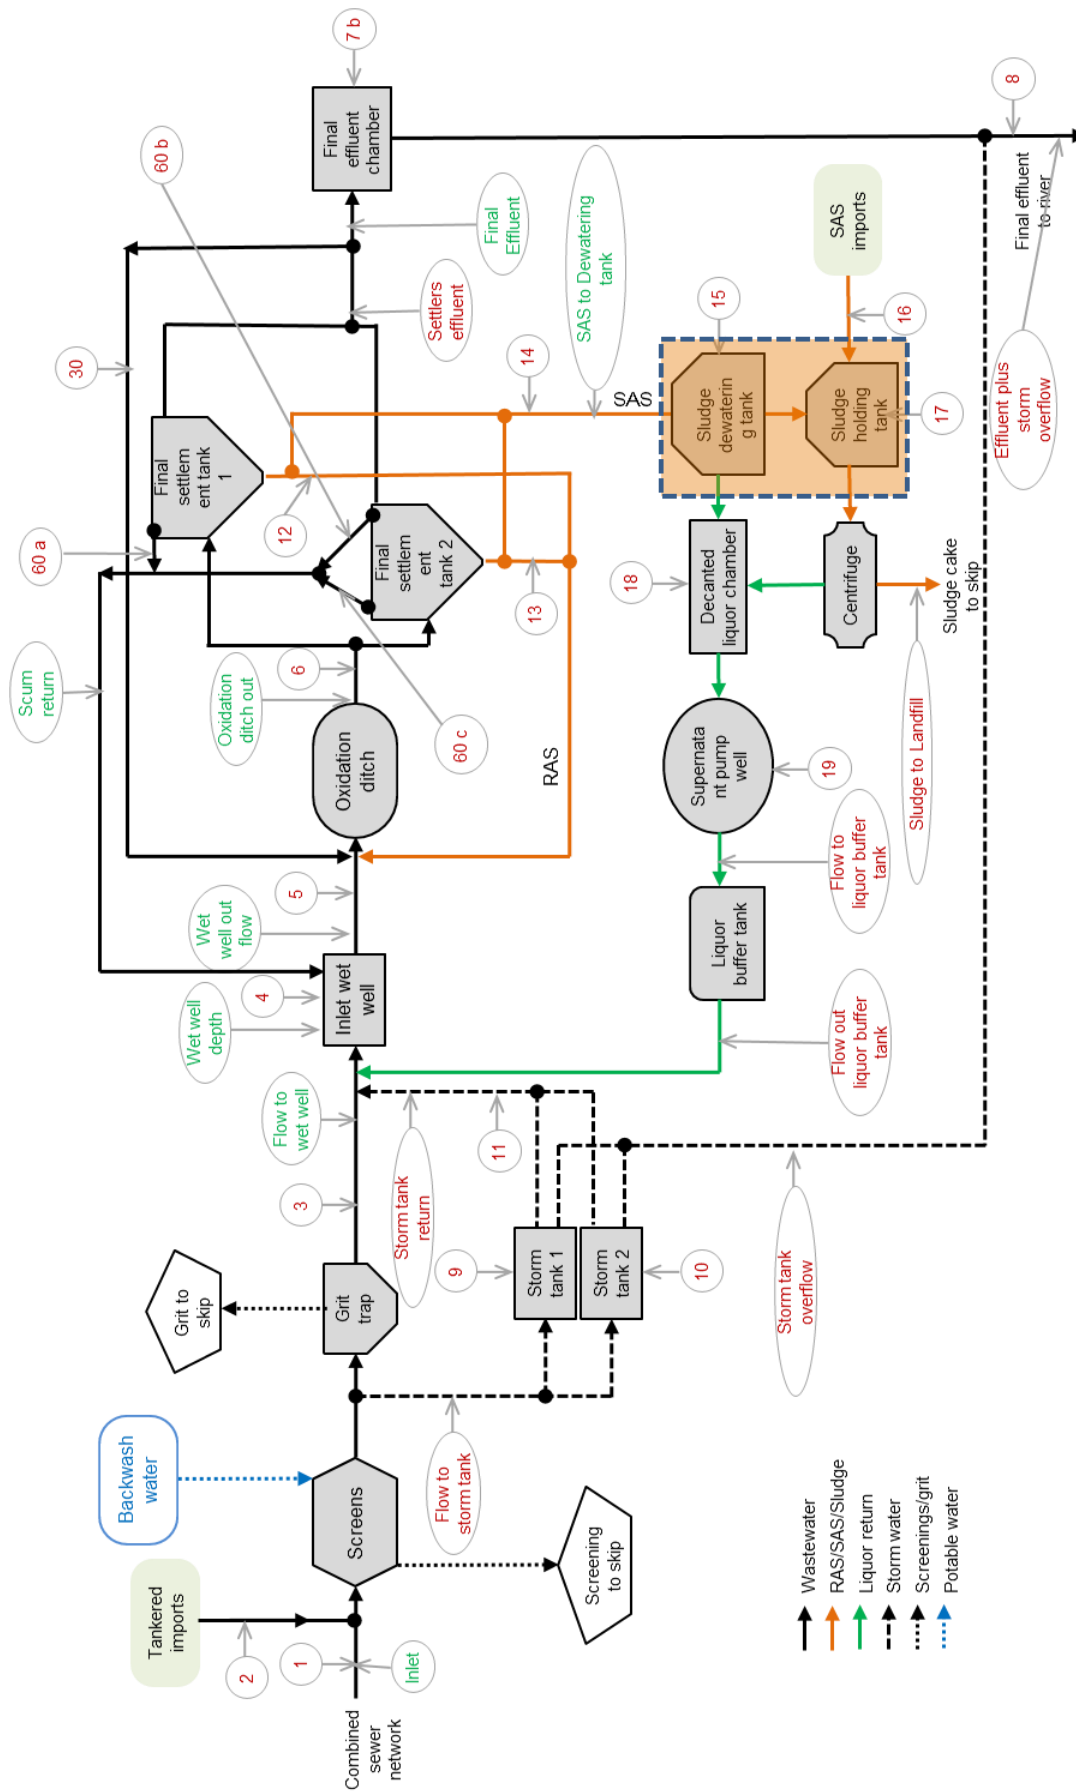 Combined
sewer
network
1
Inlet
2
Tankered
imports
Screens
Backwash
water
Screening
to skip
Flow to
storm tank
Grit to
skip
Grit
trap
3
Flow to
wet well
Storm tank
return
9
Storm
tank 1
Storm
tank 2
10
11
Storm tank
overflow
Wet well
depth
4
Inlet wet
well
Wet
well out
flow
5
Scum
return
Oxidation
ditch
Oxidation
ditch out
6
RAS
60 a
60 b
60 c
30
Final
settlem
ent tank
1
Final
settlem
ent
tank 2
12
13
14
Settlers
effluent
Final
Effluent
Final
effluent
chamber
7 b
SAS
SAS to Dewatering
tank
Sludge
dewaterin
g tank
15
SAS
imports
16
Sludge
holding
tank
17
Centrifuge
Sludge cake
to skip
Sludge to Landfill
Decanted
liquor chamber
18
Supernata
nt pump
well
19
Flow to
liquor buffer
tank
Liquor
buffer tank
Flow out
liquor buffer
tank
8
Final effluent
to river
Effluent plus
storm
overflow
Wastewater
RAS/SAS/Sludge
Liquor return
Storm water
Screenings/grit
Potable water